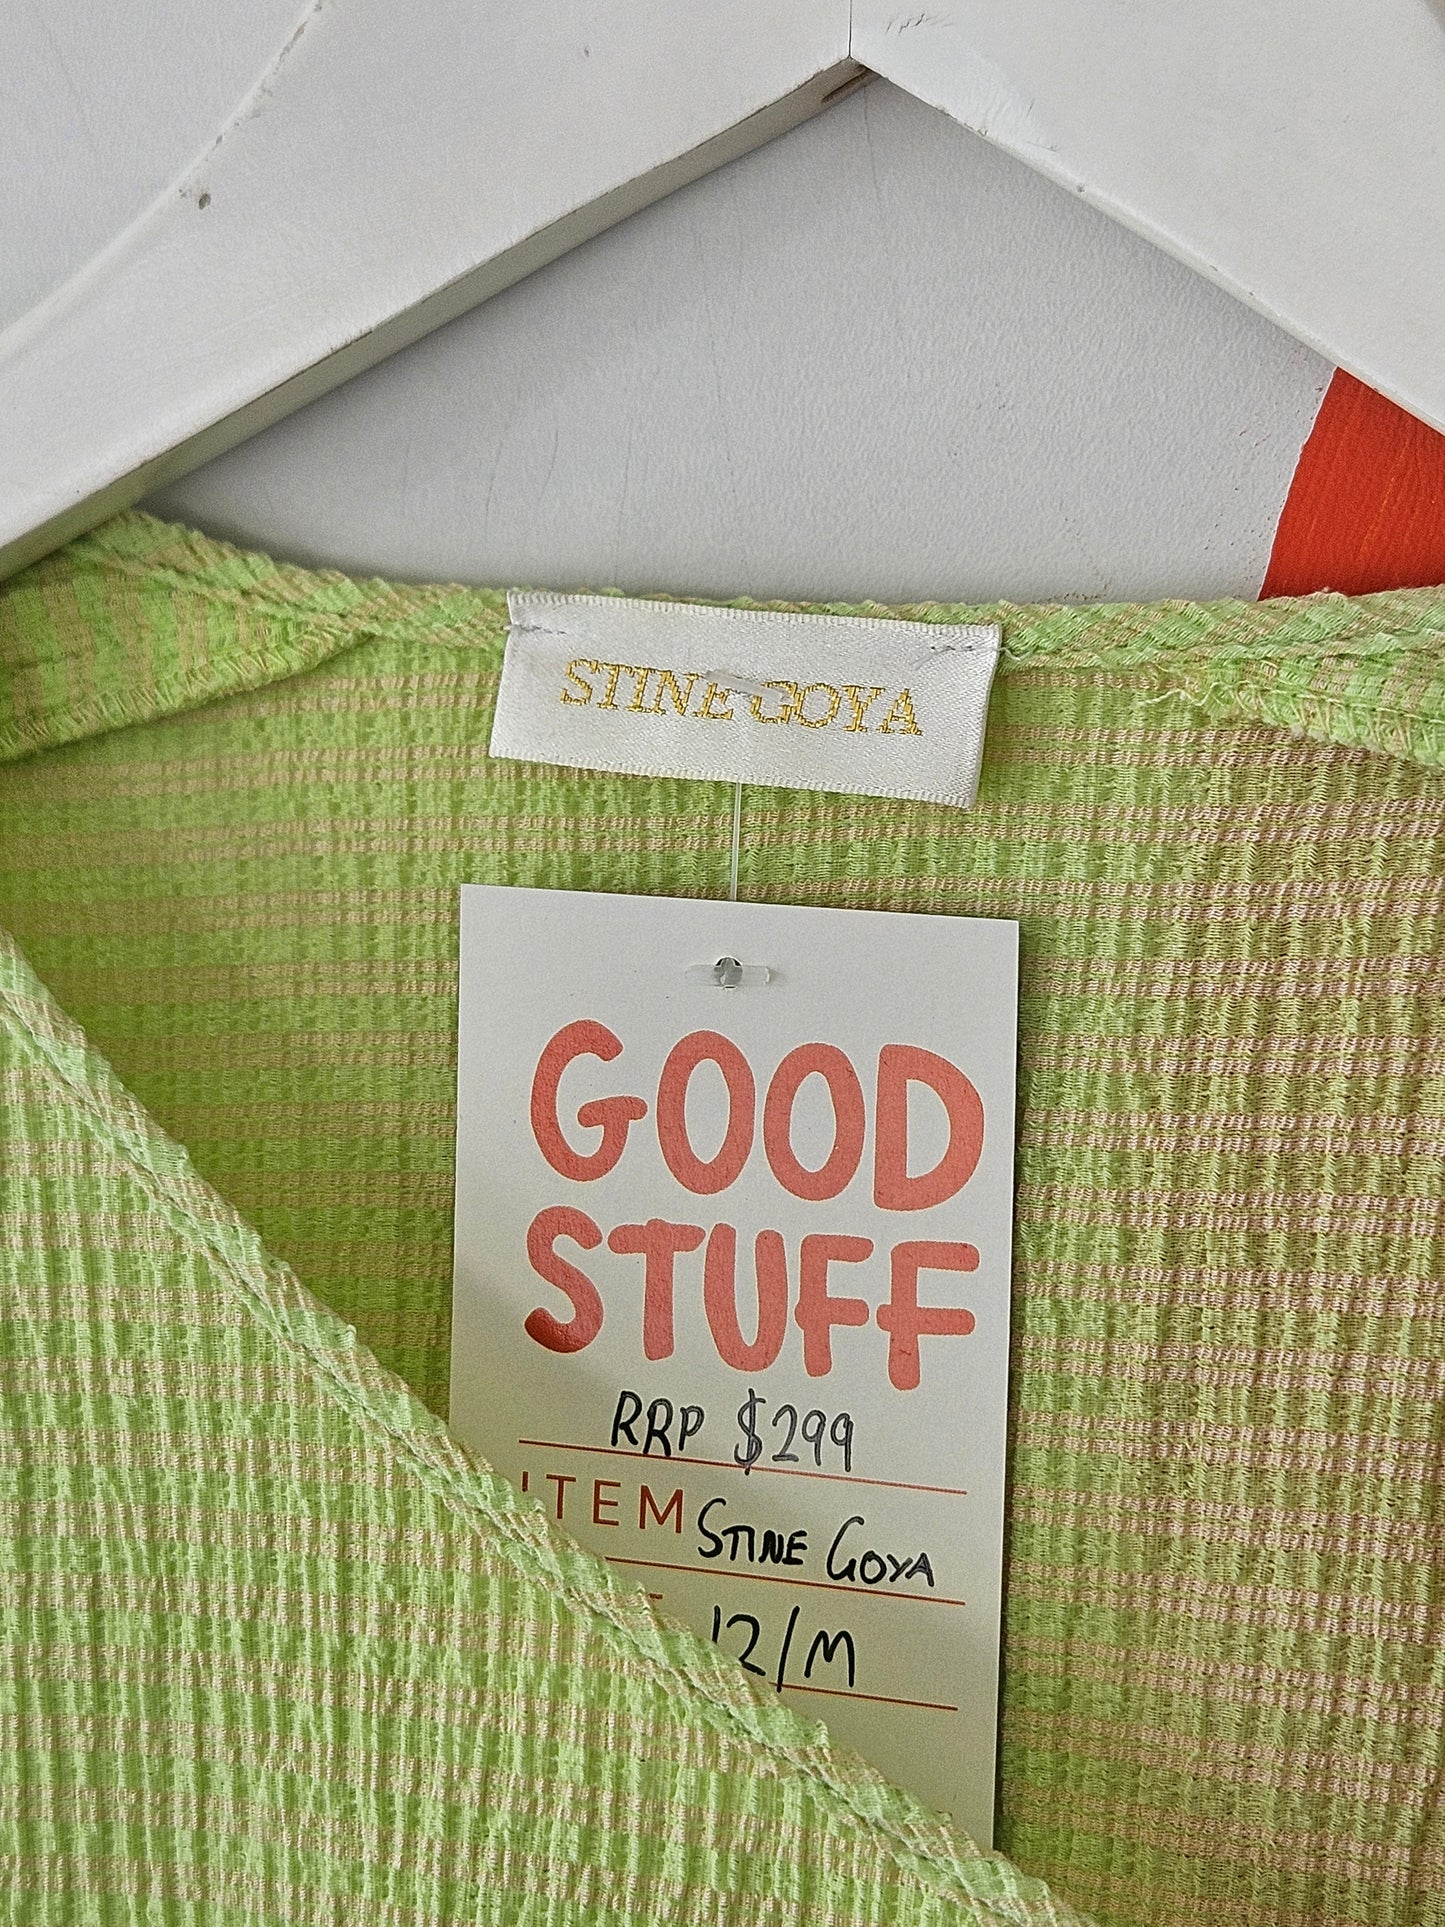 STINE GOYA
GOOD
STUFF
RRP $299
ITEM STINE GOYA
12/M